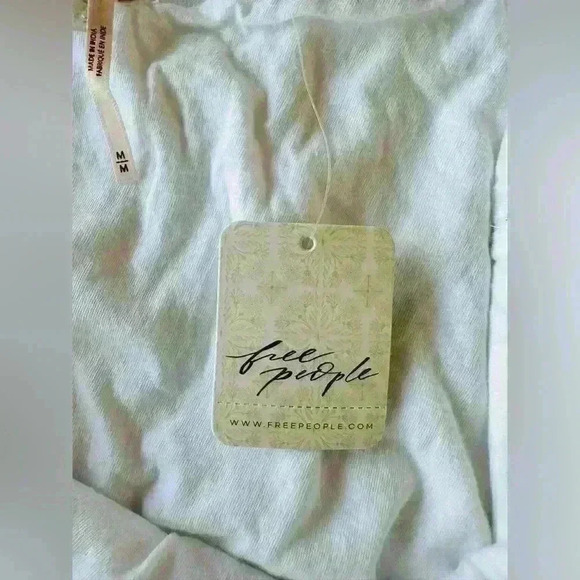 MADE IN INDIA
FABRIQUÉ EN INDE
M
M
free
people
WWW.FREEPEOPLE.COM